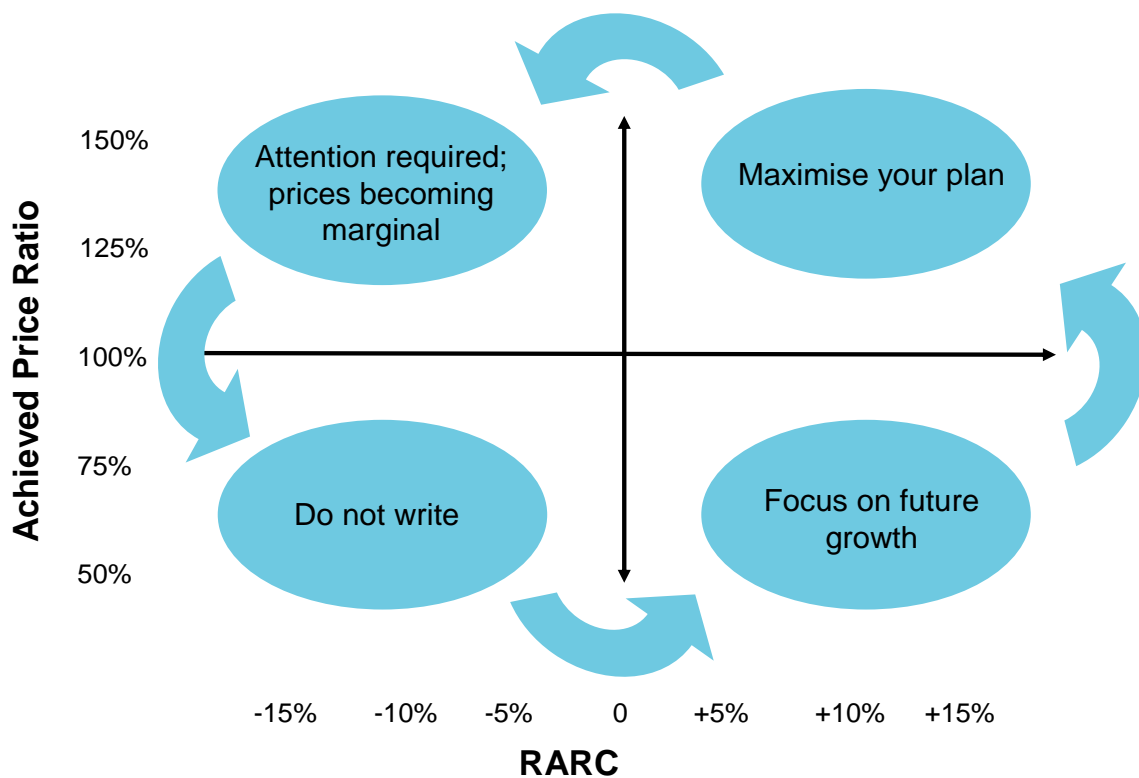 Achieved Price Ratio
150%
125%
100%
75%
50%
Attention required;
prices becoming
marginal
Maximise your plan
Do not write
Focus on future
growth
-15% -10% -5% 0 +5% +10% +15%
RARC